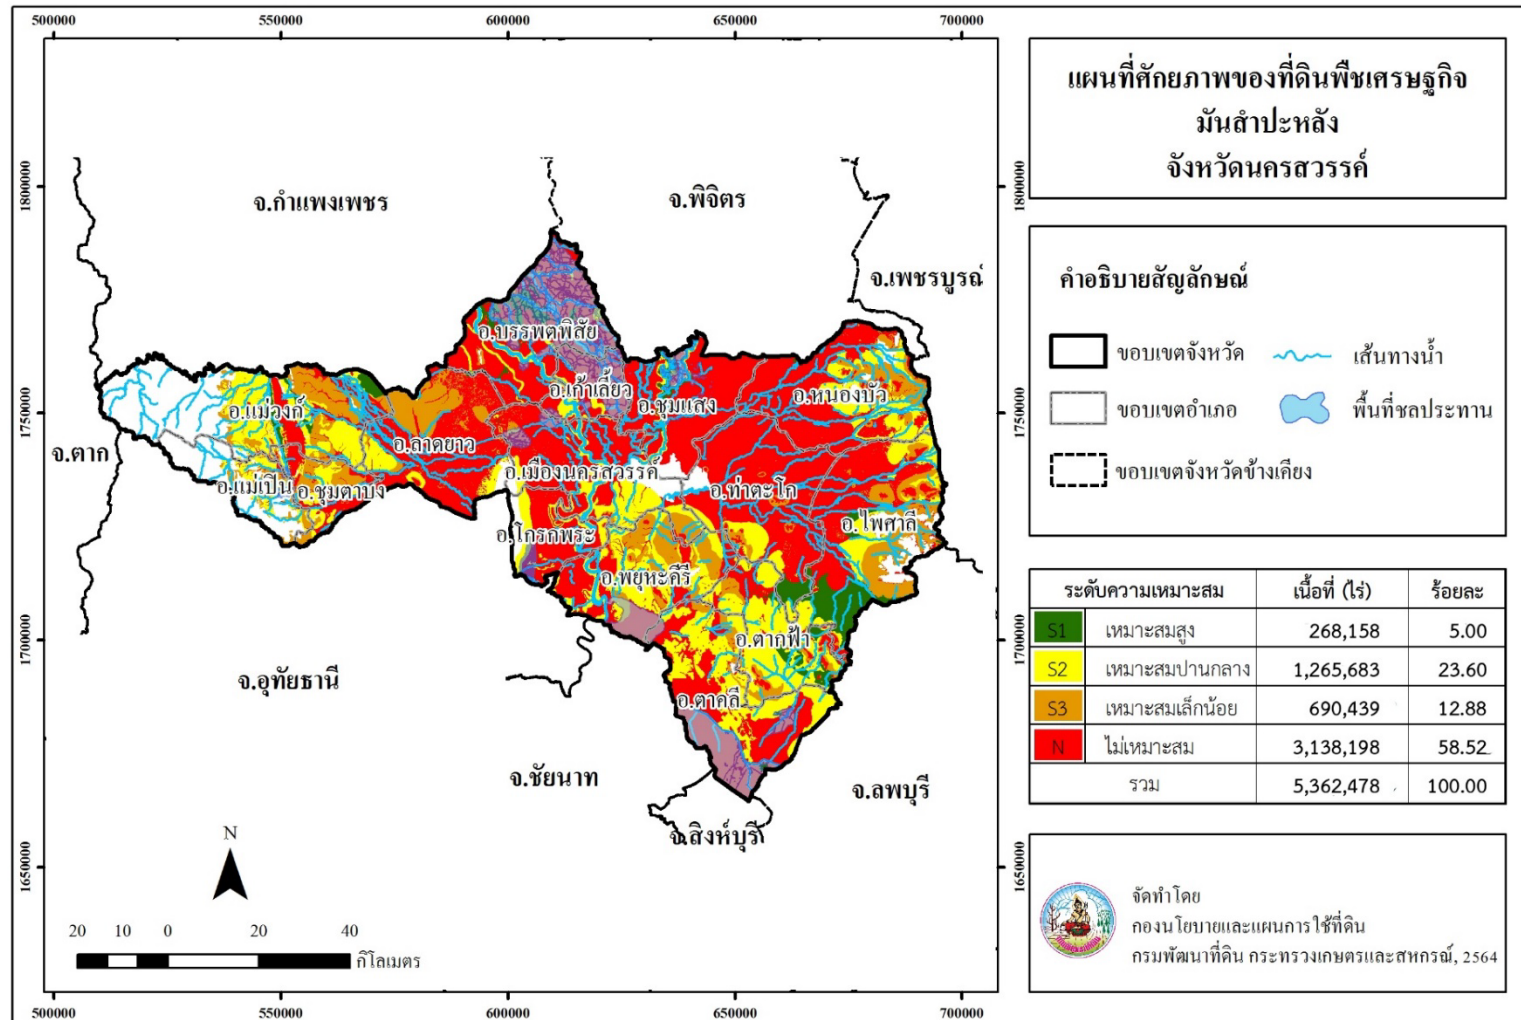 500000 550000 600000 650000 700000
แผนที่ศักยภาพของที่ดินพืชเศรษฐกิจ
มันสำปะหลัง
จังหวัดนครสวรรค์
1800000
1800000
จ.กำแพงเพชร
จ.พิจิตร
จ.เพชรบูรณ์
คำอธิบายสัญลักษณ์
ขอบเขตจังหวัด
เส้นทางน้ำ
ขอบเขตอำเภอ
พื้นที่ชลประทาน
ขอบเขตจังหวัดข้างเคียง
อ.บรรพตพิสัย
อ.เก้าเลี้ยว
อ.ชุมแสง
อ.หนองบัว
1750000
1750000
อ.แม่วงก์
อ.ลาดยาว
จ.ตาก
อ.เมืองนครสวรรค์
อ.แม่เปิน
อ.ชุมตาบง
อ.ท่าตะโก
อ.โกรกพระ
อ.ไพศาลี
อ.พยุหะคีรี
อ.ตากฟ้า
1700000
1700000
จ.อุทัยธานี
อ.ตาคลี
จ.ชัยนาท
จ.ลพบุรี
จ.สิงห์บุรี
ระดับความเหมาะสม เนื้อที่ (ไร่) ร้อยละ
S1 เหมาะสมสูง 268,158 5.00
S2 เหมาะสมปานกลาง 1,265,683 23.60
S3 เหมาะสมเล็กน้อย 690,439 12.88
N ไม่เหมาะสม 3,138,198 58.52
รวม 5,362,478 100.00
1650000
1650000
N
20 10 0 20 40
กิโลเมตร
จัดทำโดย
กองนโยบายและแผนการใช้ที่ดิน
กรมพัฒนาที่ดิน กระทรวงเกษตรและสหกรณ์, 2564
500000 550000 600000 650000 700000